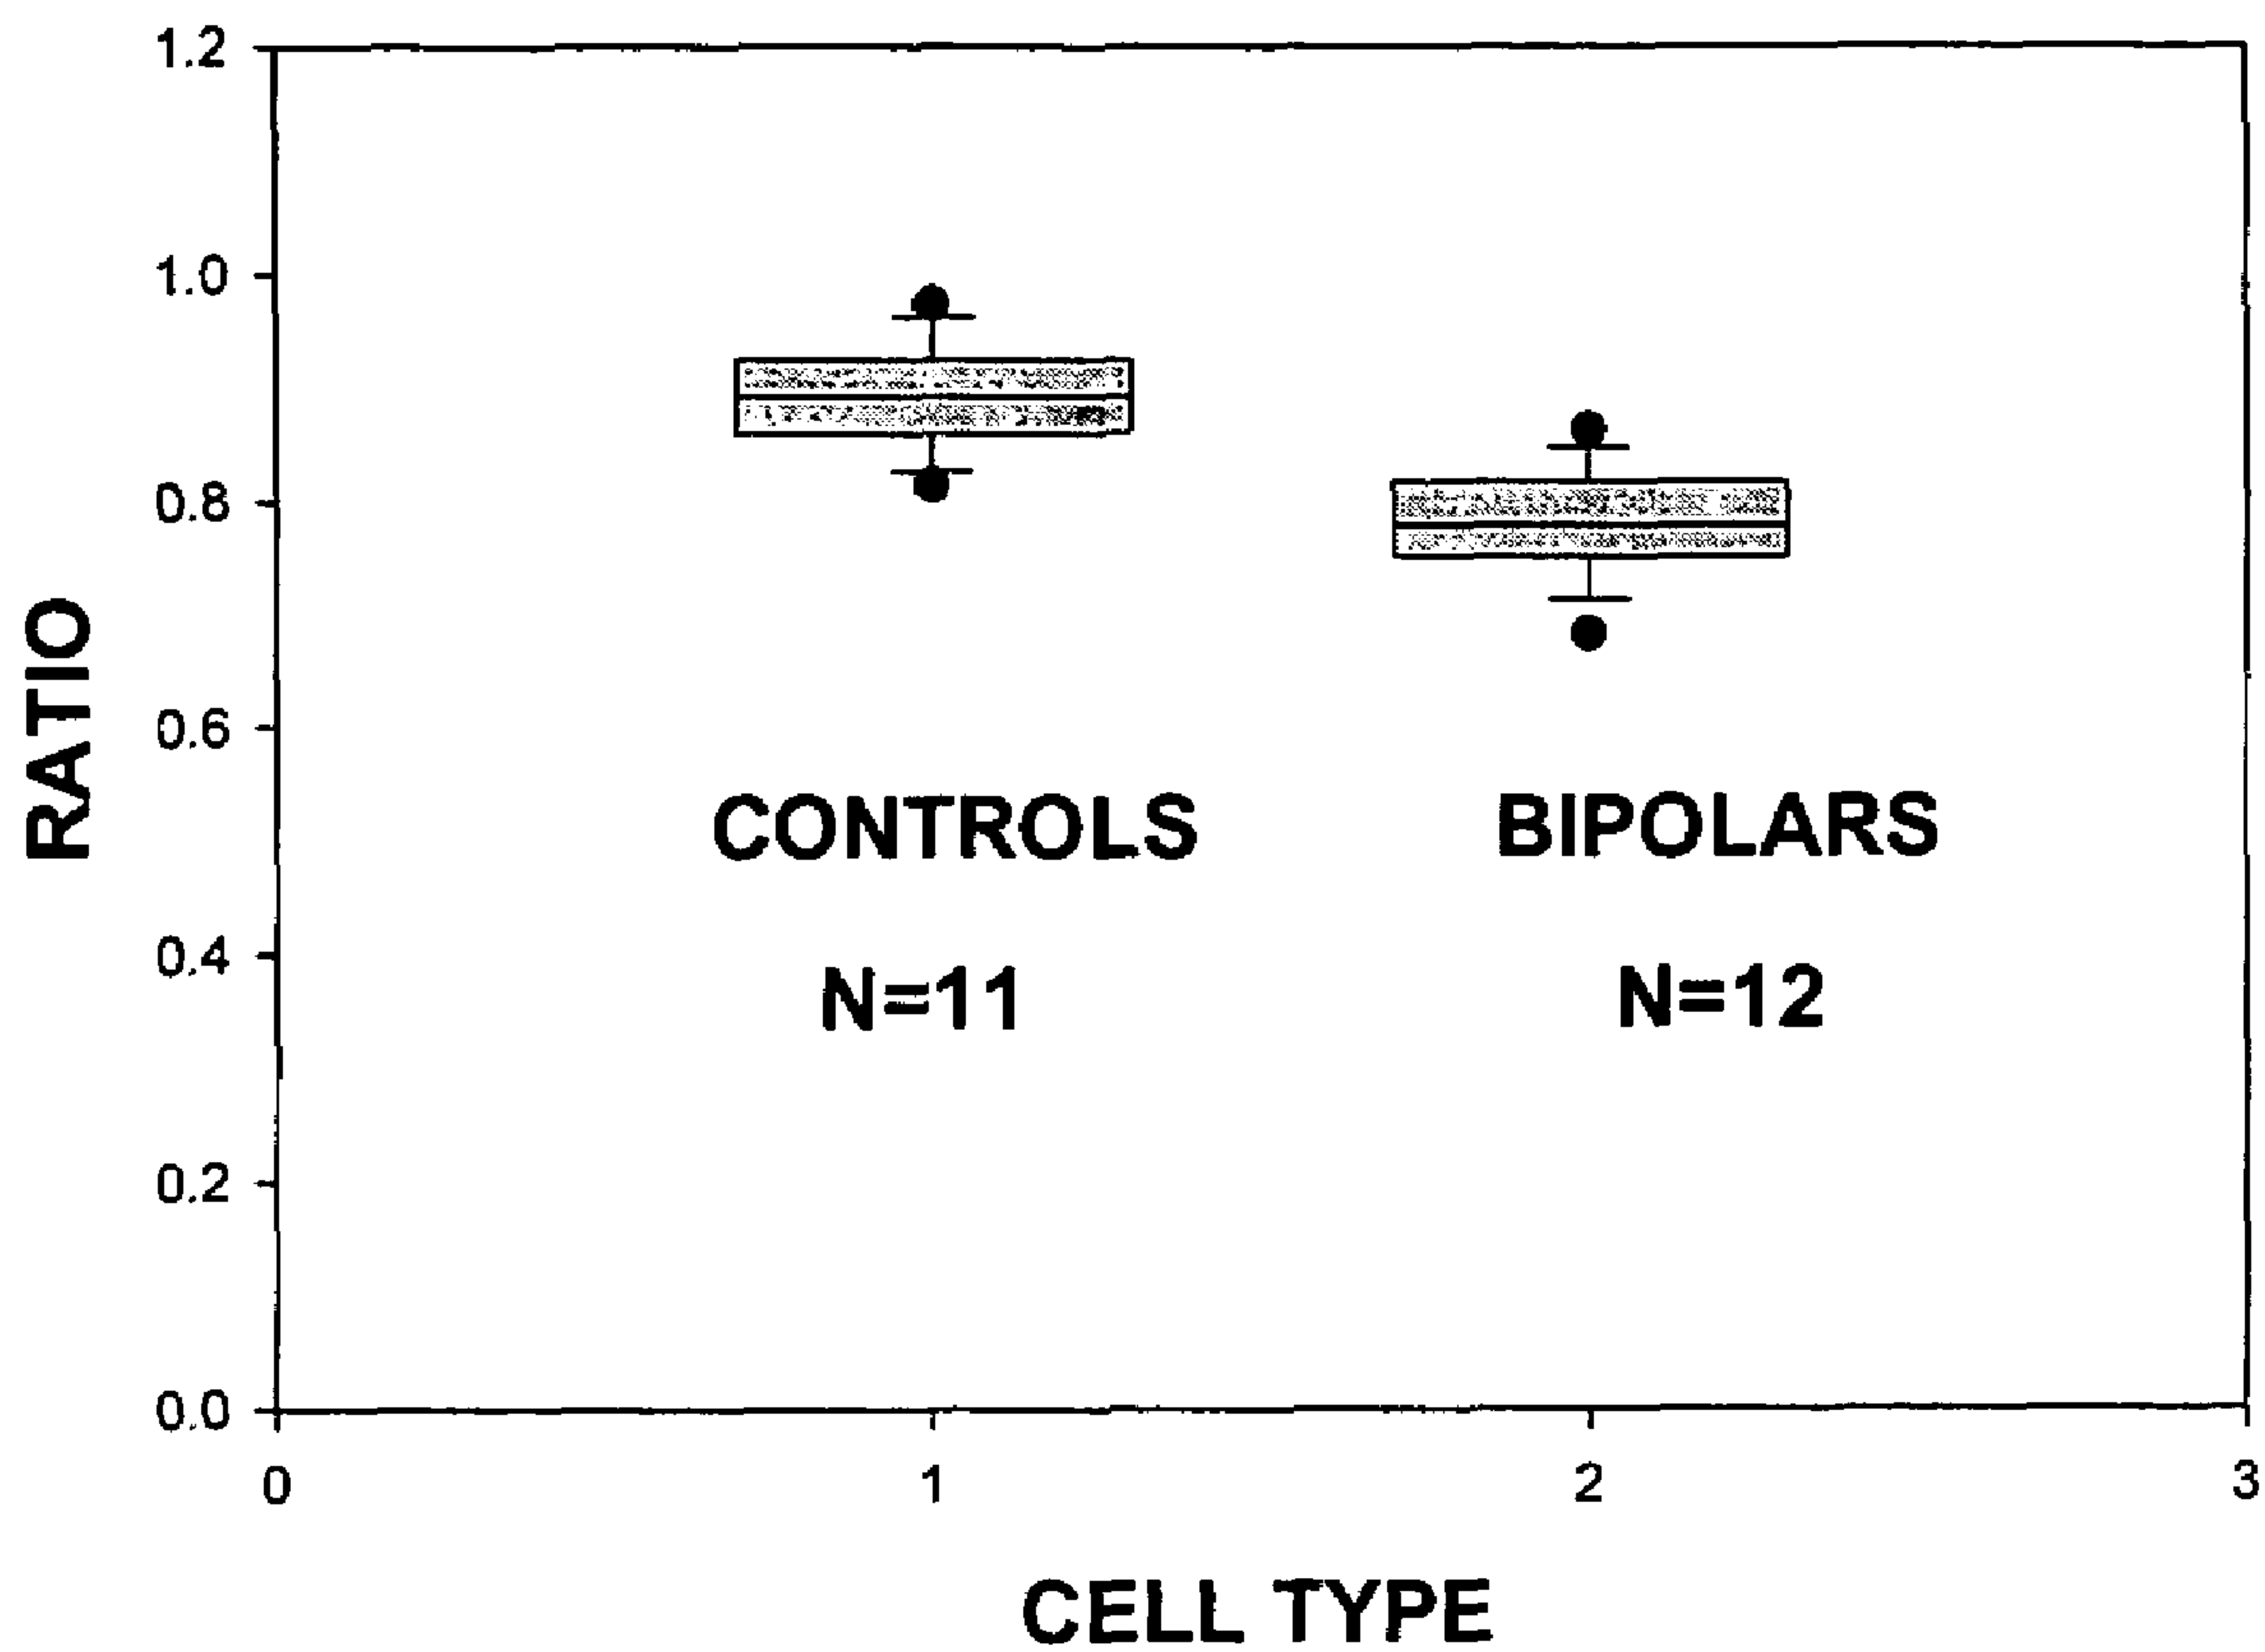 1.2
1.0
0.8
0.6
0.4
0.2
0.0
RATIO
CONTROLS
N=11
BIPOLARS
N=12
0 1 2 3
CELL TYPE